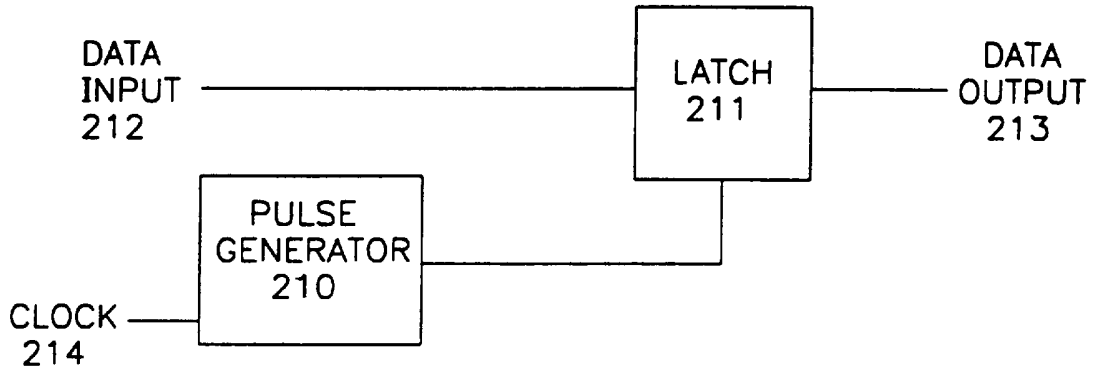 DATA
INPUT
212
LATCH
211
DATA
OUTPUT
213
PULSE
GENERATOR
210
CLOCK
214